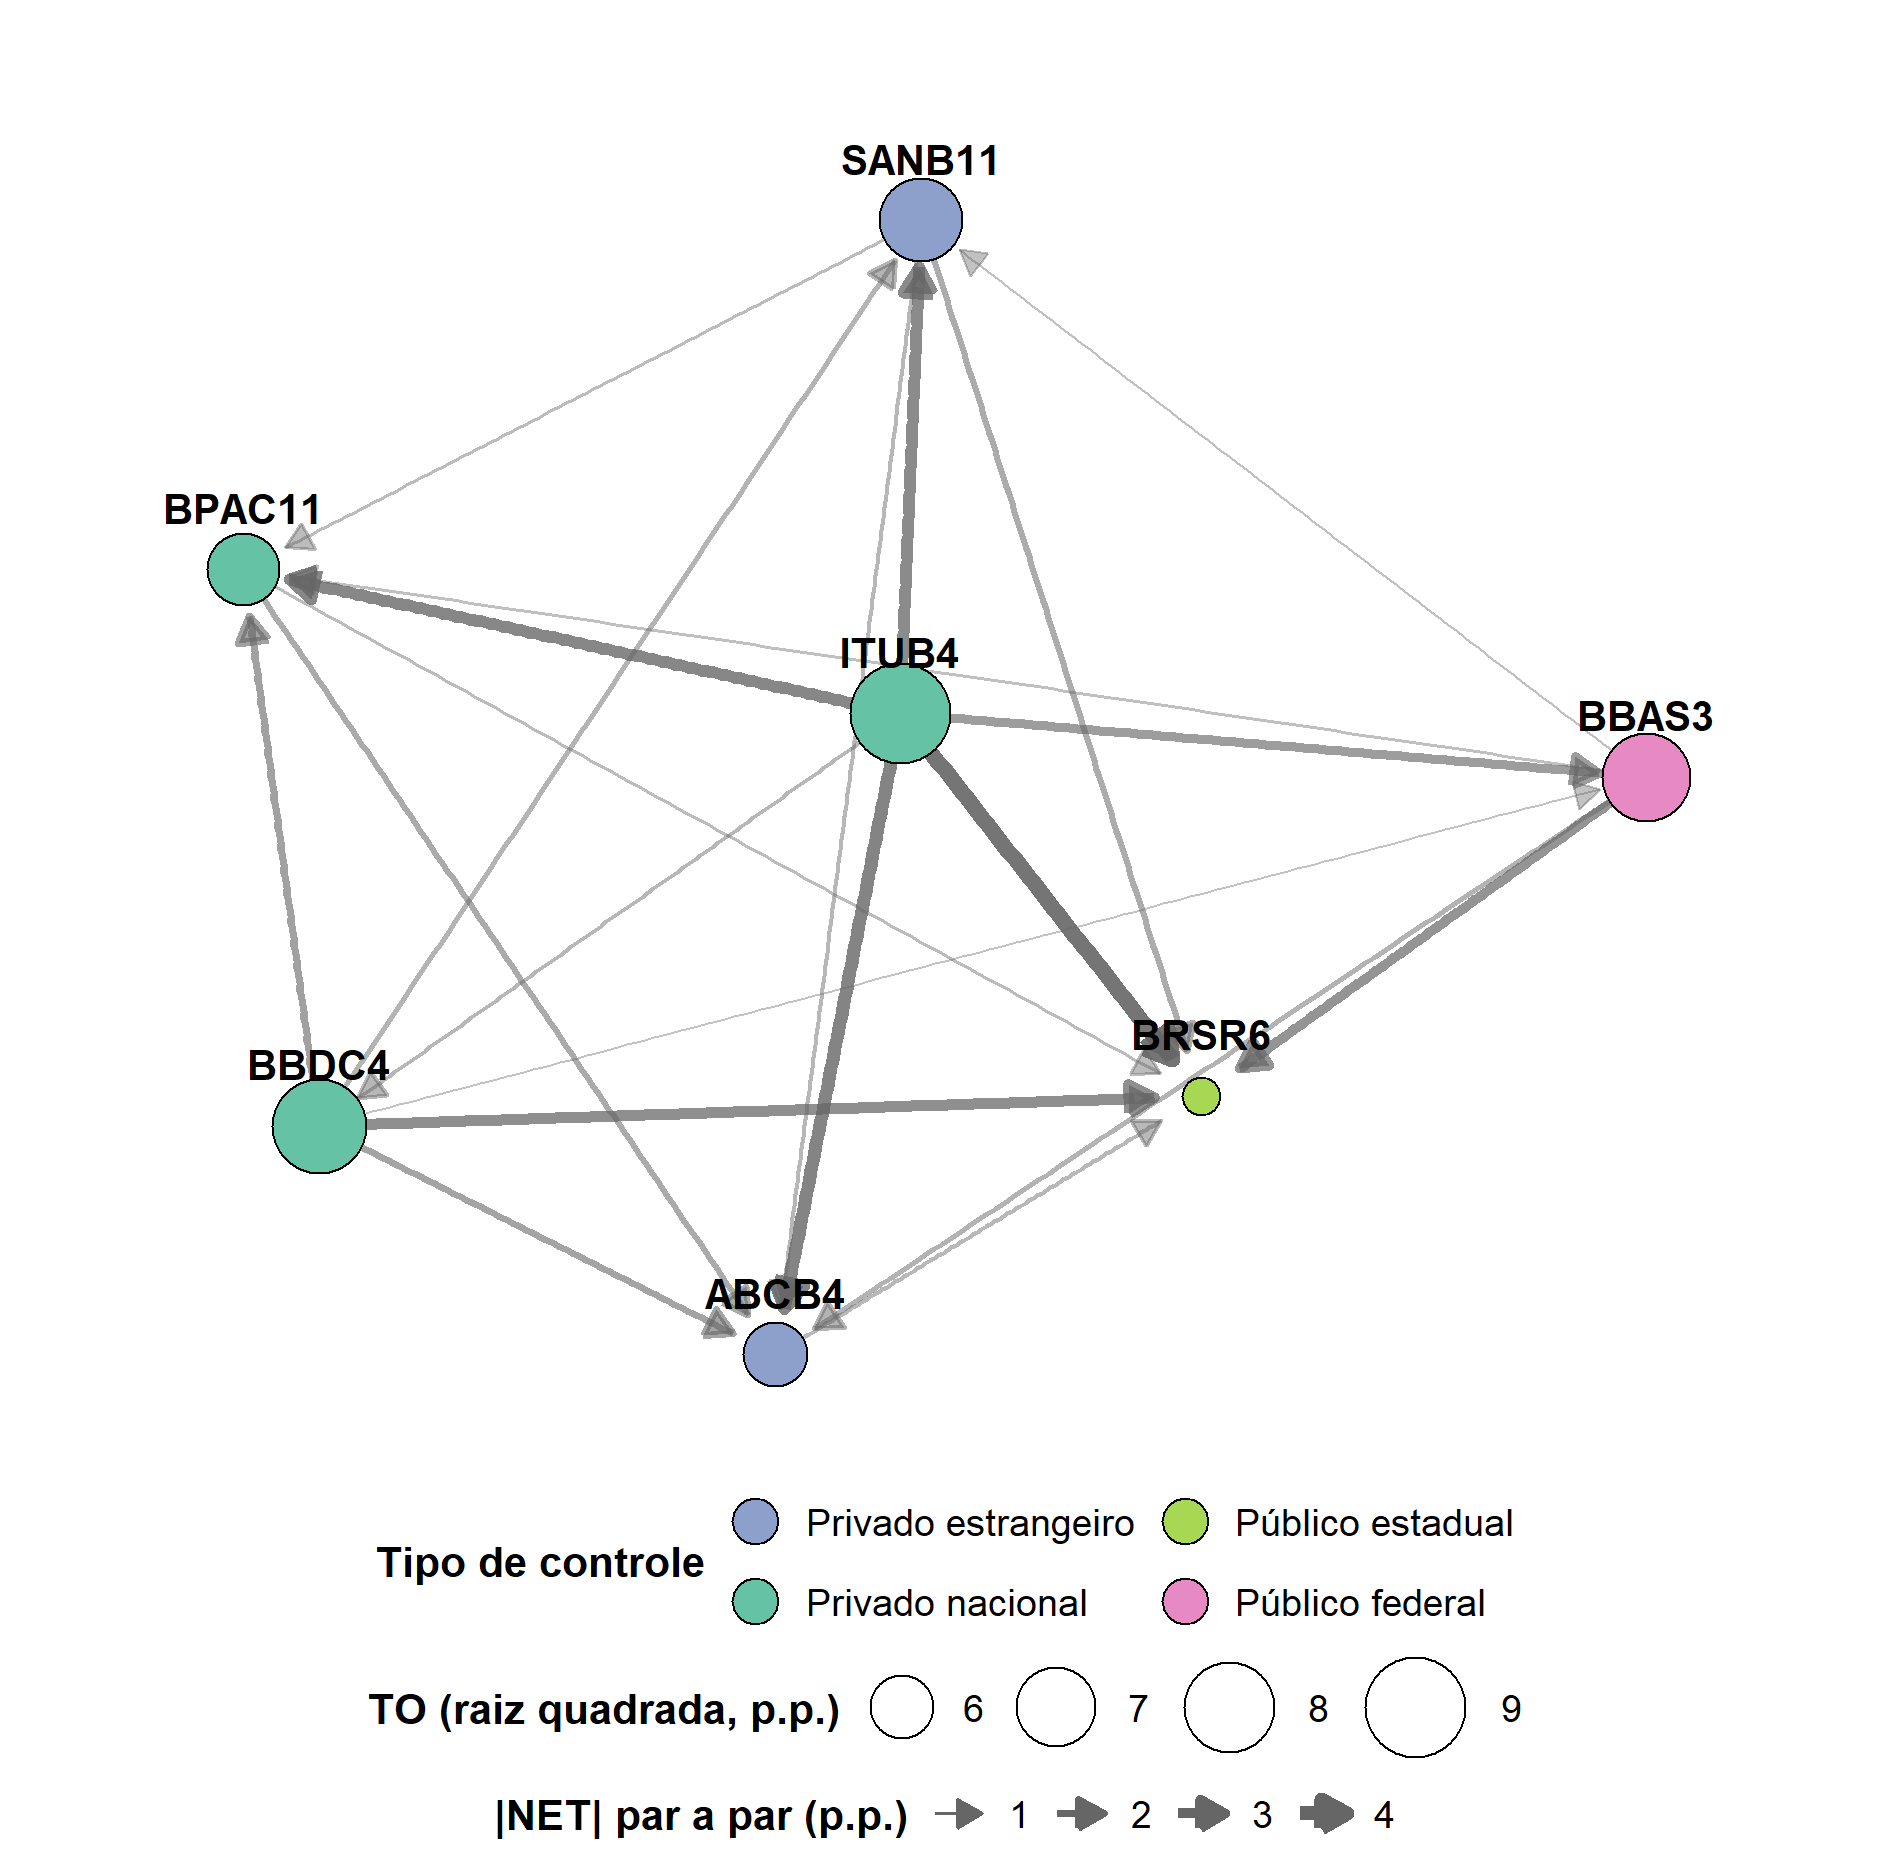 SANB11
BPAC11
ITUB4
BBAS3
BRSR6
BBDC4
ABCB4
Tipo de controle
Privado estrangeiro
Público estadual
Privado nacional
Público federal
TO (raiz quadrada, p.p.) 6 7 8 9
|NET| par a par (p.p.) 1 2 3 4